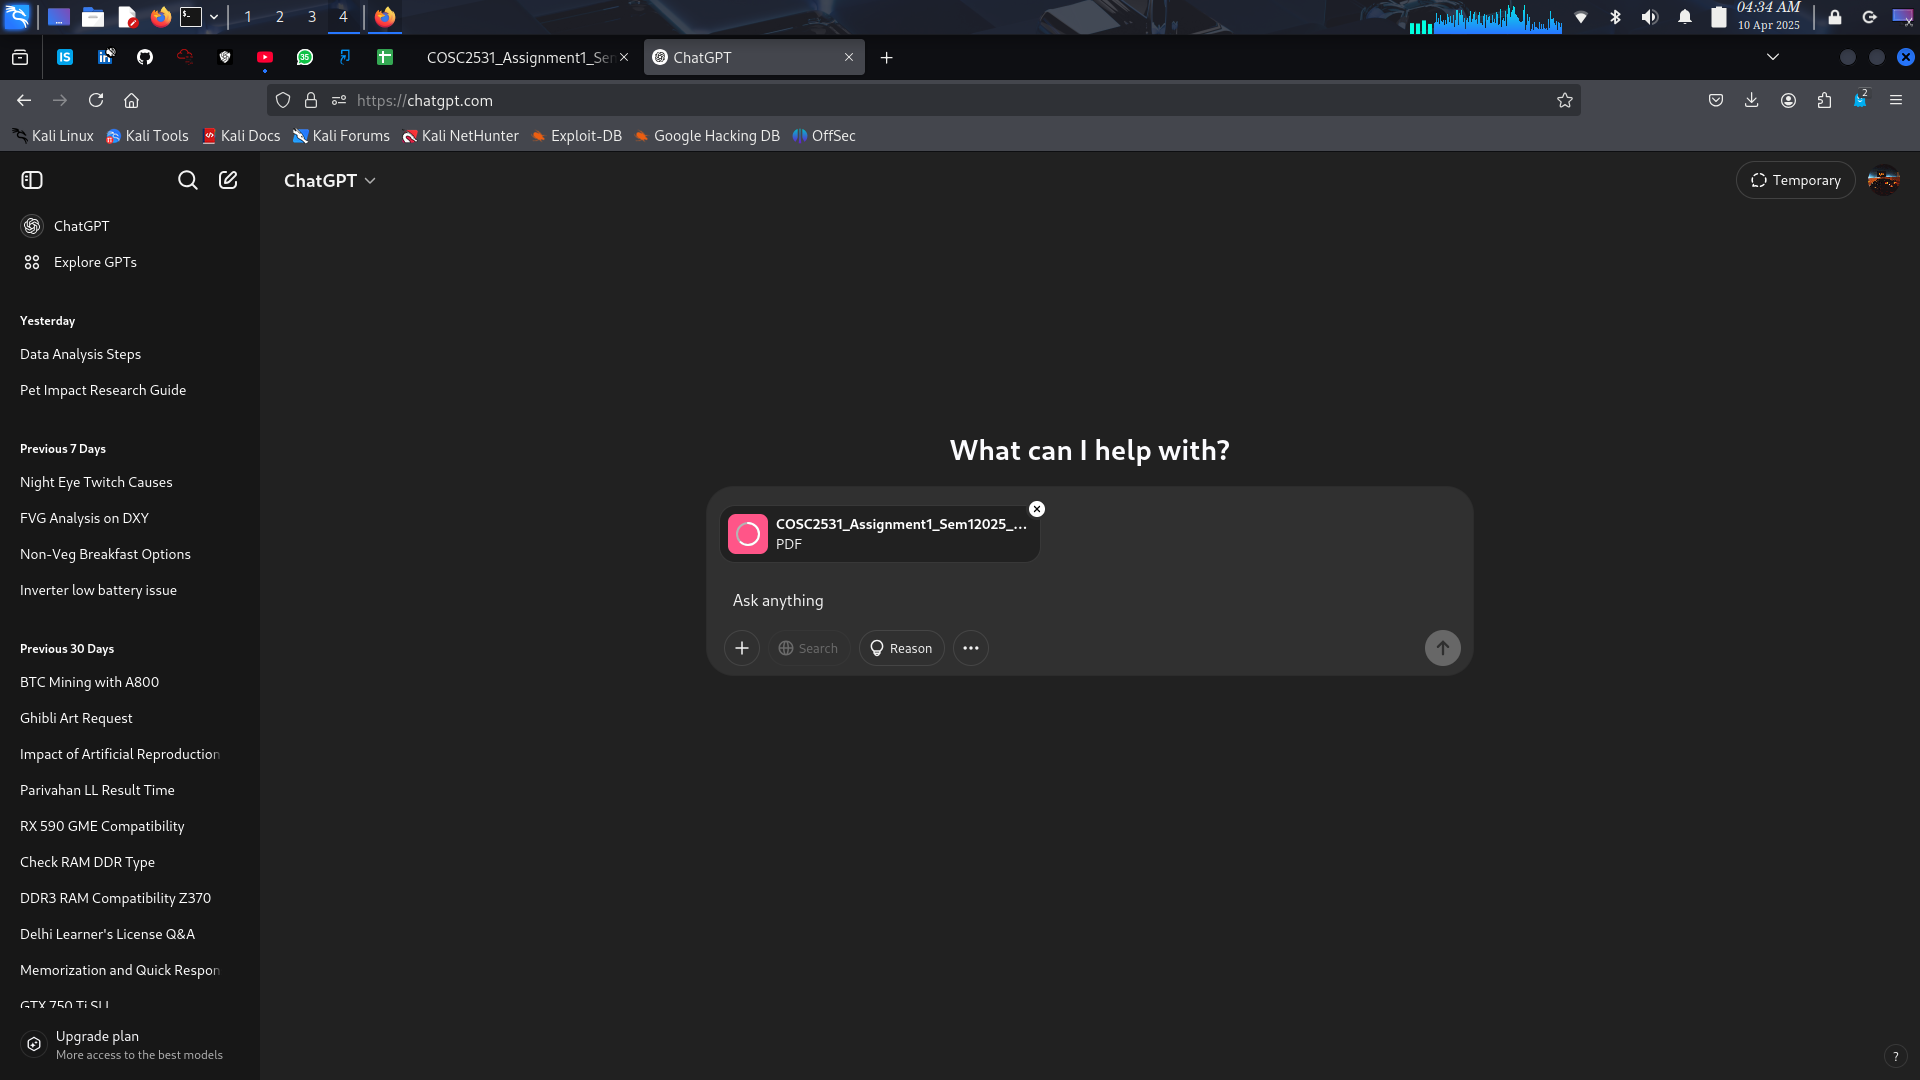 1 2 3 4
04:34 AM
10 Apr 2025
COSC2531_Assignment1_Sem
ChatGPT
https://chatgpt.com
2
Kali Linux Kali Tools Kali Docs Kali Forums Kali NetHunter Exploit-DB Google Hacking DB OffSec
ChatGPT
Explore GPTs
Yesterday
Data Analysis Steps
Pet Impact Research Guide
Previous 7 Days
Night Eye Twitch Causes
FVG Analysis on DXY
Non-Veg Breakfast Options
Inverter low battery issue
Previous 30 Days
BTC Mining with A800
Ghibli Art Request
Impact of Artificial Reproduction
Parivahan LL Result Time
RX 590 GME Compatibility
Check RAM DDR Type
DDR3 RAM Compatibility Z370
Delhi Learner's License Q&A
Memorization and Quick Respon
GTX 750 Ti SLI
Upgrade plan
More access to the best models
ChatGPT
Temporary
What can I help with?
COSC2531_Assignment1_Sem12025_...
PDF
Ask anything
Search
Reason
?